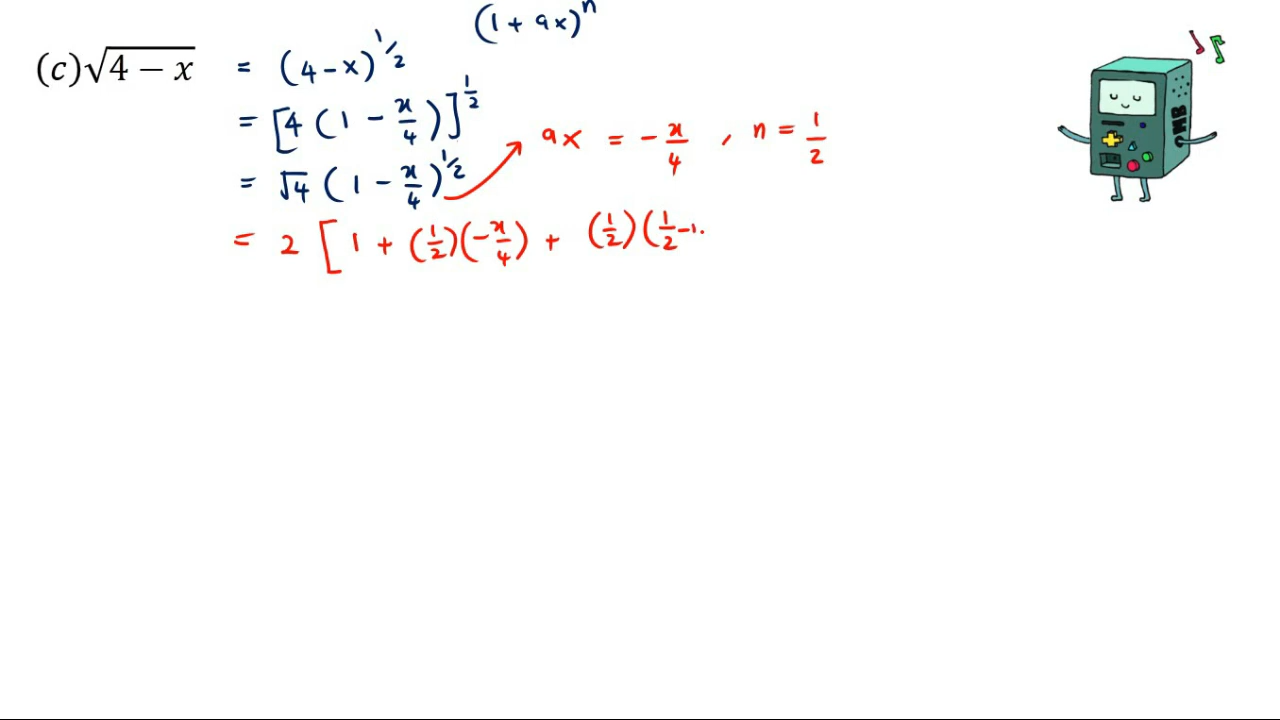 (1 + ax)^n
(c) √(4 − x) = (4 - x)^1/2
= [4 (1 - x/4)]^1/2
= √4 (1 - x/4)^1/2
ax = - x/4 , n = 1/2
= 2 [ 1 + (1/2)(-x/4) + (1/2)(1/2 -1.
BMO